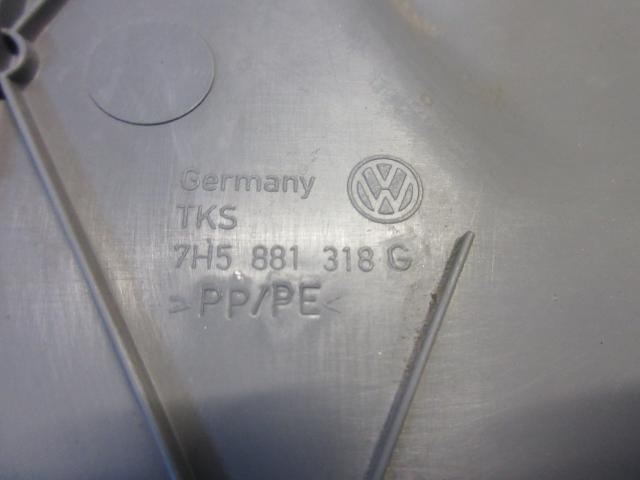 Germany
TKS
7H5 881 318 G
>PP/PE<